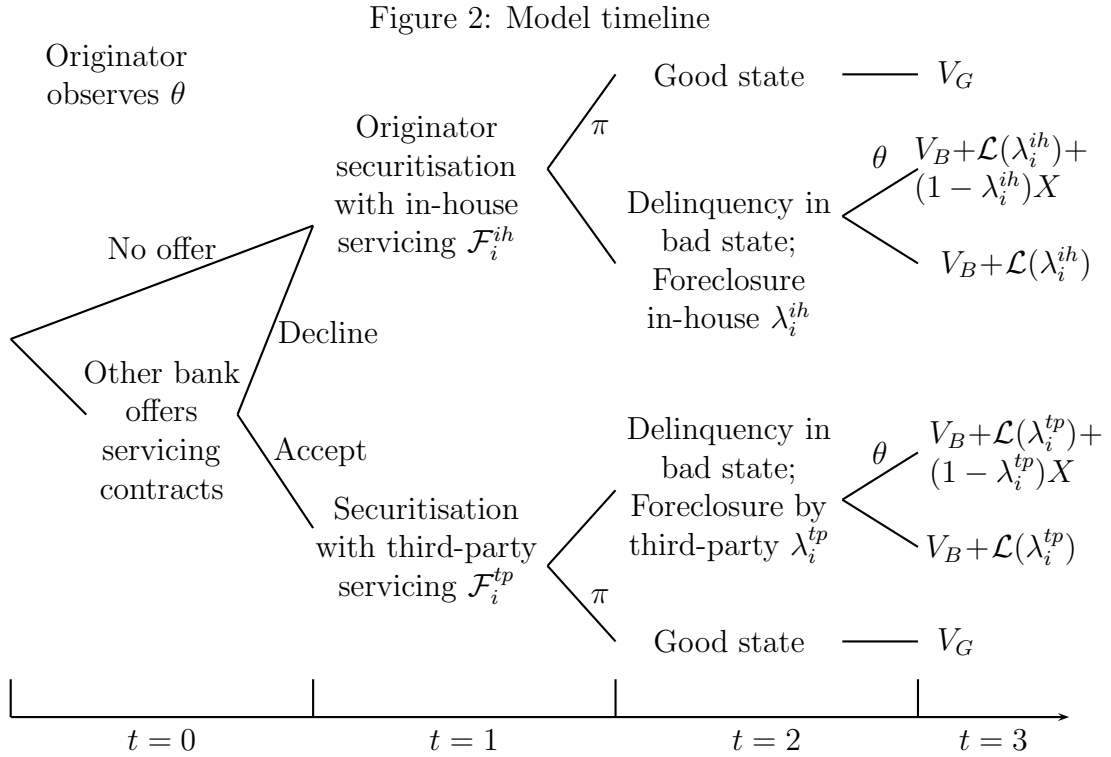 Figure 2: Model timeline
Originator
observes θ
No offer
Other bank
offers
servicing
contracts
Decline
Accept
Originator
securitisation
with in-house
servicing ℱ_i^{ih}
π
Good state
V_G
Delinquency in
bad state;
Foreclosure
in-house λ_i^{ih}
θ
V_B+ℒ(λ_i^{ih})+
(1 − λ_i^{ih})X
V_B+ℒ(λ_i^{ih})
Securitisation
with third-party
servicing ℱ_i^{tp}
Delinquency in
bad state;
Foreclosure by
third-party λ_i^{tp}
θ
V_B+ℒ(λ_i^{tp})+
(1 − λ_i^{tp})X
V_B+ℒ(λ_i^{tp})
π
Good state
V_G
t = 0
t = 1
t = 2
t = 3